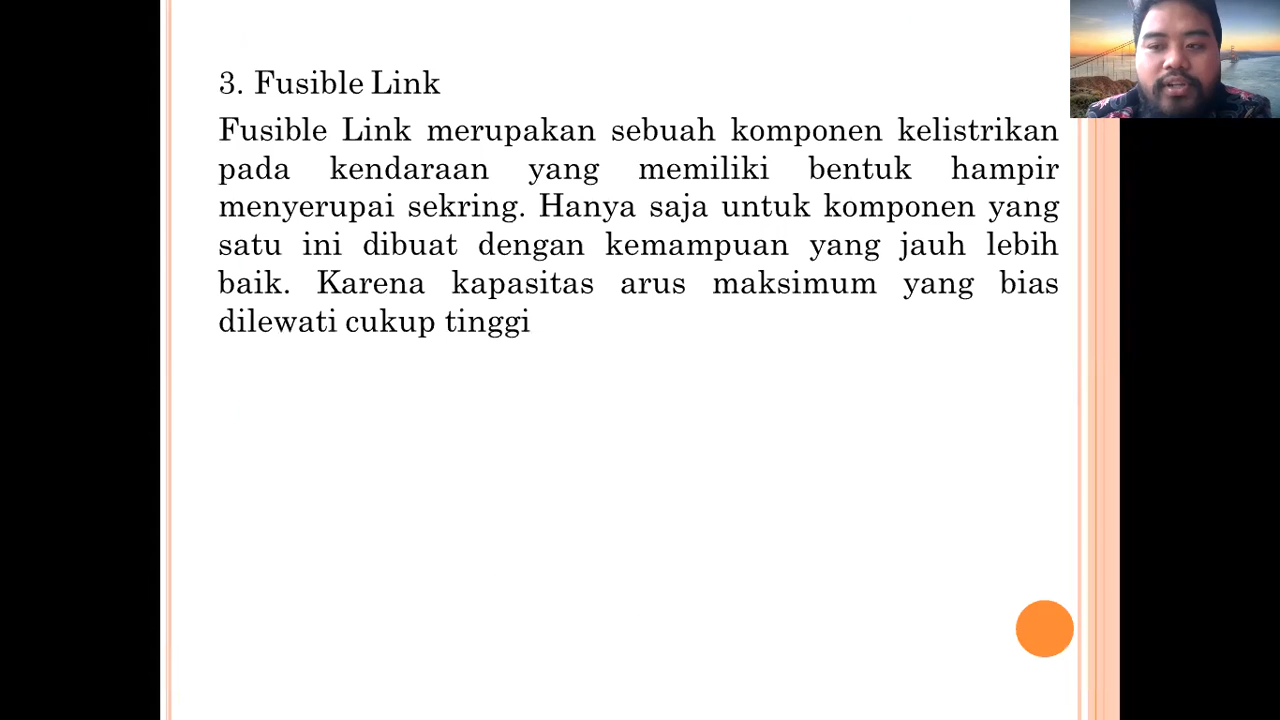 3. Fusible Link
Fusible Link merupakan sebuah komponen kelistrikan
pada kendaraan yang memiliki bentuk hampir
menyerupai sekring. Hanya saja untuk komponen yang
satu ini dibuat dengan kemampuan yang jauh lebih
baik. Karena kapasitas arus maksimum yang bias
dilewati cukup tinggi